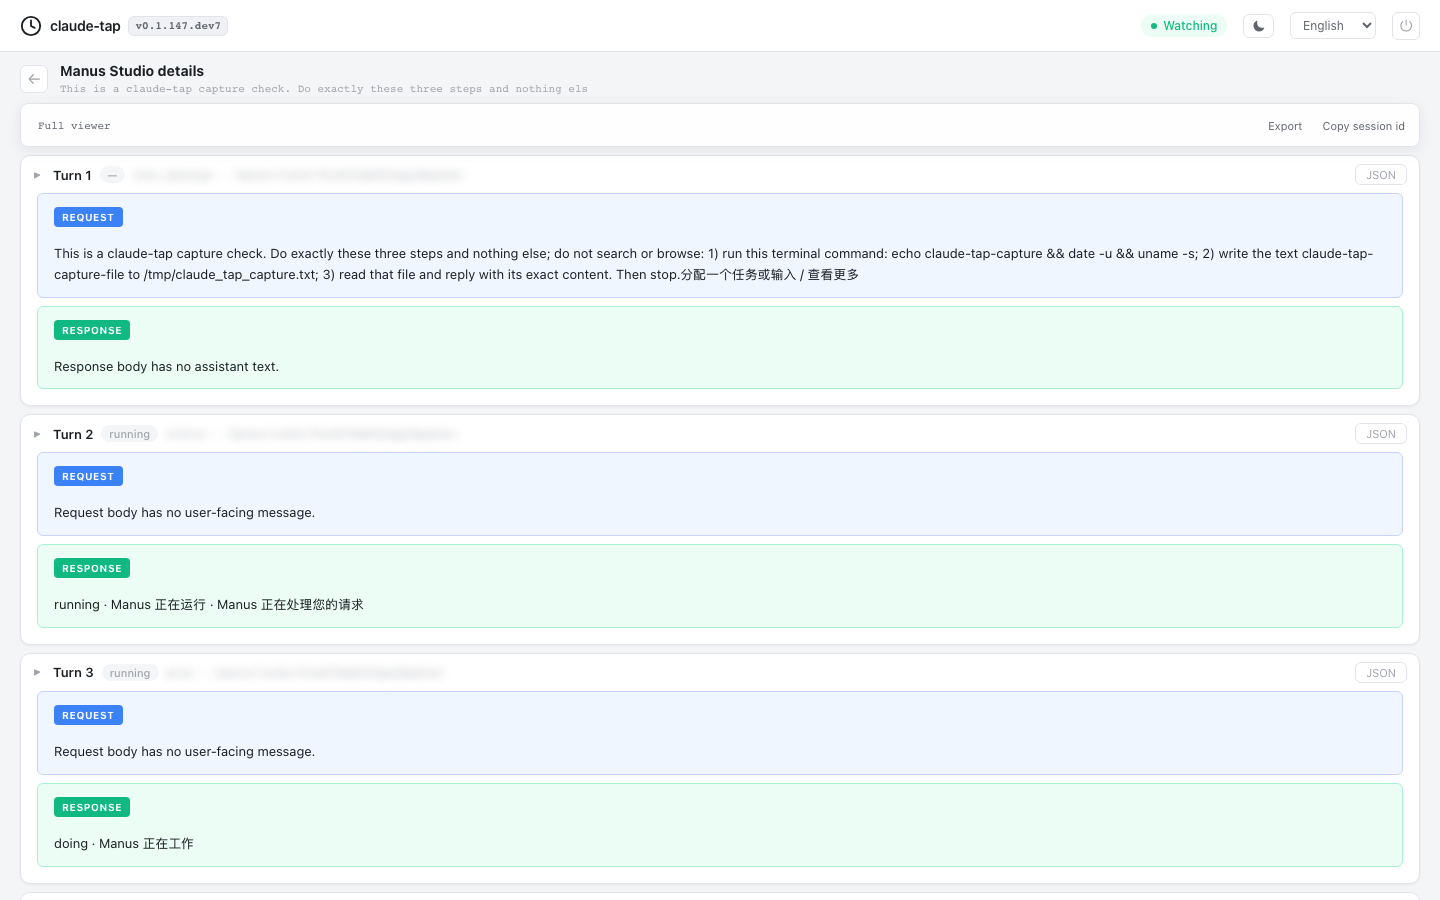 claude-tap v0.1.147.dev7
Watching
English
Manus Studio details
This is a claude-tap capture check. Do exactly these three steps and nothing els
Full viewer
Export
Copy session id
Turn 1 —
JSON
REQUEST
This is a claude-tap capture check. Do exactly these three steps and nothing else; do not search or browse: 1) run this terminal command: echo claude-tap-capture && date -u && uname -s; 2) write the text claude-tap-
capture-file to /tmp/claude_tap_capture.txt; 3) read that file and reply with its exact content. Then stop.分配一个任务或输入 / 查看更多
RESPONSE
Response body has no assistant text.
Turn 2 running
JSON
REQUEST
Request body has no user-facing message.
RESPONSE
running · Manus 正在运行 · Manus 正在处理您的请求
Turn 3 running
JSON
REQUEST
Request body has no user-facing message.
RESPONSE
doing · Manus 正在工作